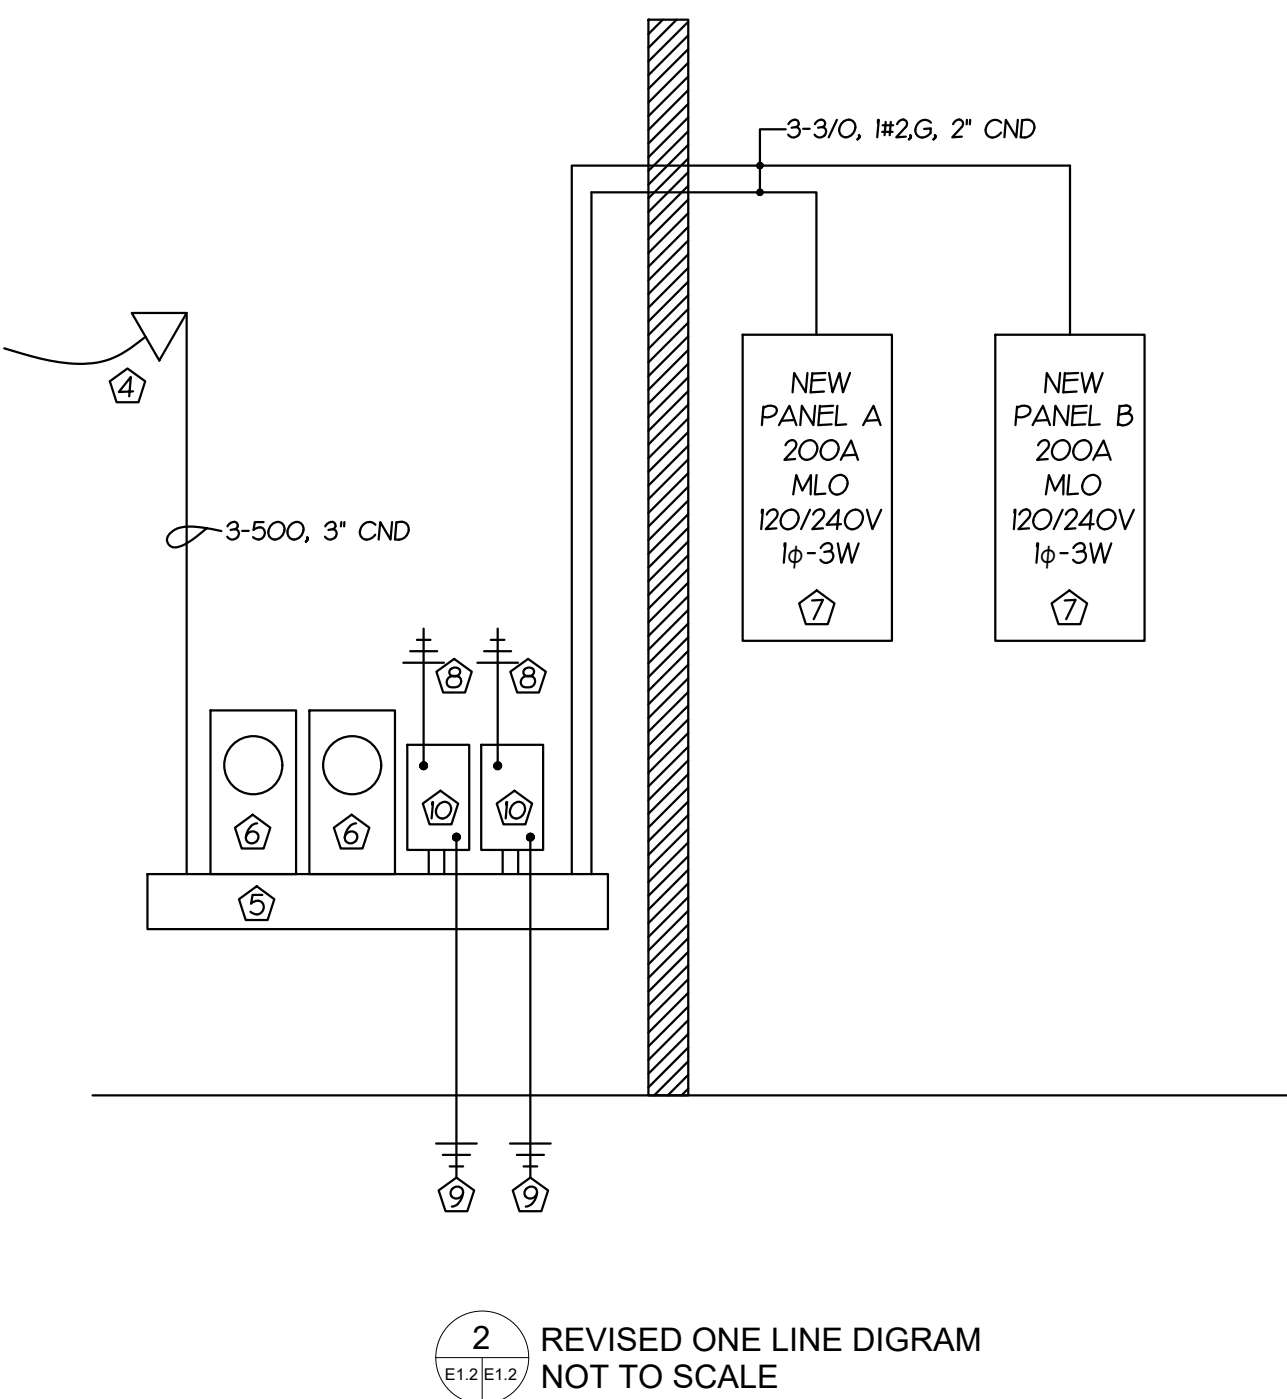 3-3/0, 1#2,G, 2" CND
4
NEW
PANEL A
200A
MLO
120/240V
1φ-3W
7
NEW
PANEL B
200A
MLO
120/240V
1φ-3W
7
3-500, 3" CND
8
8
6
6
10
10
5
9
9
2
E1.2
E1.2
REVISED ONE LINE DIGRAM
NOT TO SCALE